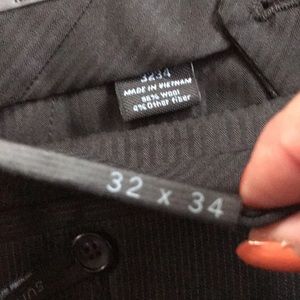 3234
MADE IN VIETNAM
98% Wool
2% Other fiber
32 x 34